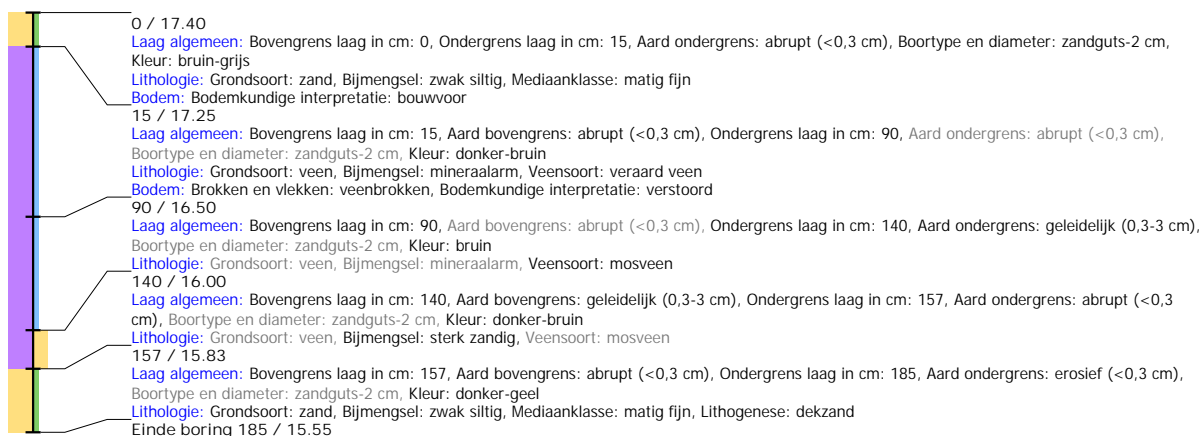 0 / 17.40
Laag algemeen: Bovengrens laag in cm: 0, Ondergrens laag in cm: 15, Aard ondergrens: abrupt (<0,3 cm), Boortype en diameter: zandguts-2 cm,
Kleur: bruin-grijs
Lithologie: Grondsoort: zand, Bijmengsel: zwak siltig, Mediaanklasse: matig fijn
Bodem: Bodemkundige interpretatie: bouwvoor
15 / 17.25
Laag algemeen: Bovengrens laag in cm: 15, Aard bovengrens: abrupt (<0,3 cm), Ondergrens laag in cm: 90, Aard ondergrens: abrupt (<0,3 cm),
Boortype en diameter: zandguts-2 cm, Kleur: donker-bruin
Lithologie: Grondsoort: veen, Bijmengsel: mineraalarm, Veensoort: veraard veen
Bodem: Brokken en vlekken: veenbrokken, Bodemkundige interpretatie: verstoord
90 / 16.50
Laag algemeen: Bovengrens laag in cm: 90, Aard bovengrens: abrupt (<0,3 cm), Ondergrens laag in cm: 140, Aard ondergrens: geleidelijk (0,3-3 cm),
Boortype en diameter: zandguts-2 cm, Kleur: bruin
Lithologie: Grondsoort: veen, Bijmengsel: mineraalarm, Veensoort: mosveen
140 / 16.00
Laag algemeen: Bovengrens laag in cm: 140, Aard bovengrens: geleidelijk (0,3-3 cm), Ondergrens laag in cm: 157, Aard ondergrens: abrupt (<0,3
cm), Boortype en diameter: zandguts-2 cm, Kleur: donker-bruin
Lithologie: Grondsoort: veen, Bijmengsel: sterk zandig, Veensoort: mosveen
157 / 15.83
Laag algemeen: Bovengrens laag in cm: 157, Aard bovengrens: abrupt (<0,3 cm), Ondergrens laag in cm: 185, Aard ondergrens: erosief (<0,3 cm),
Boortype en diameter: zandguts-2 cm, Kleur: donker-geel
Lithologie: Grondsoort: zand, Bijmengsel: zwak siltig, Mediaanklasse: matig fijn, Lithogenese: dekzand
Einde boring 185 / 15.55